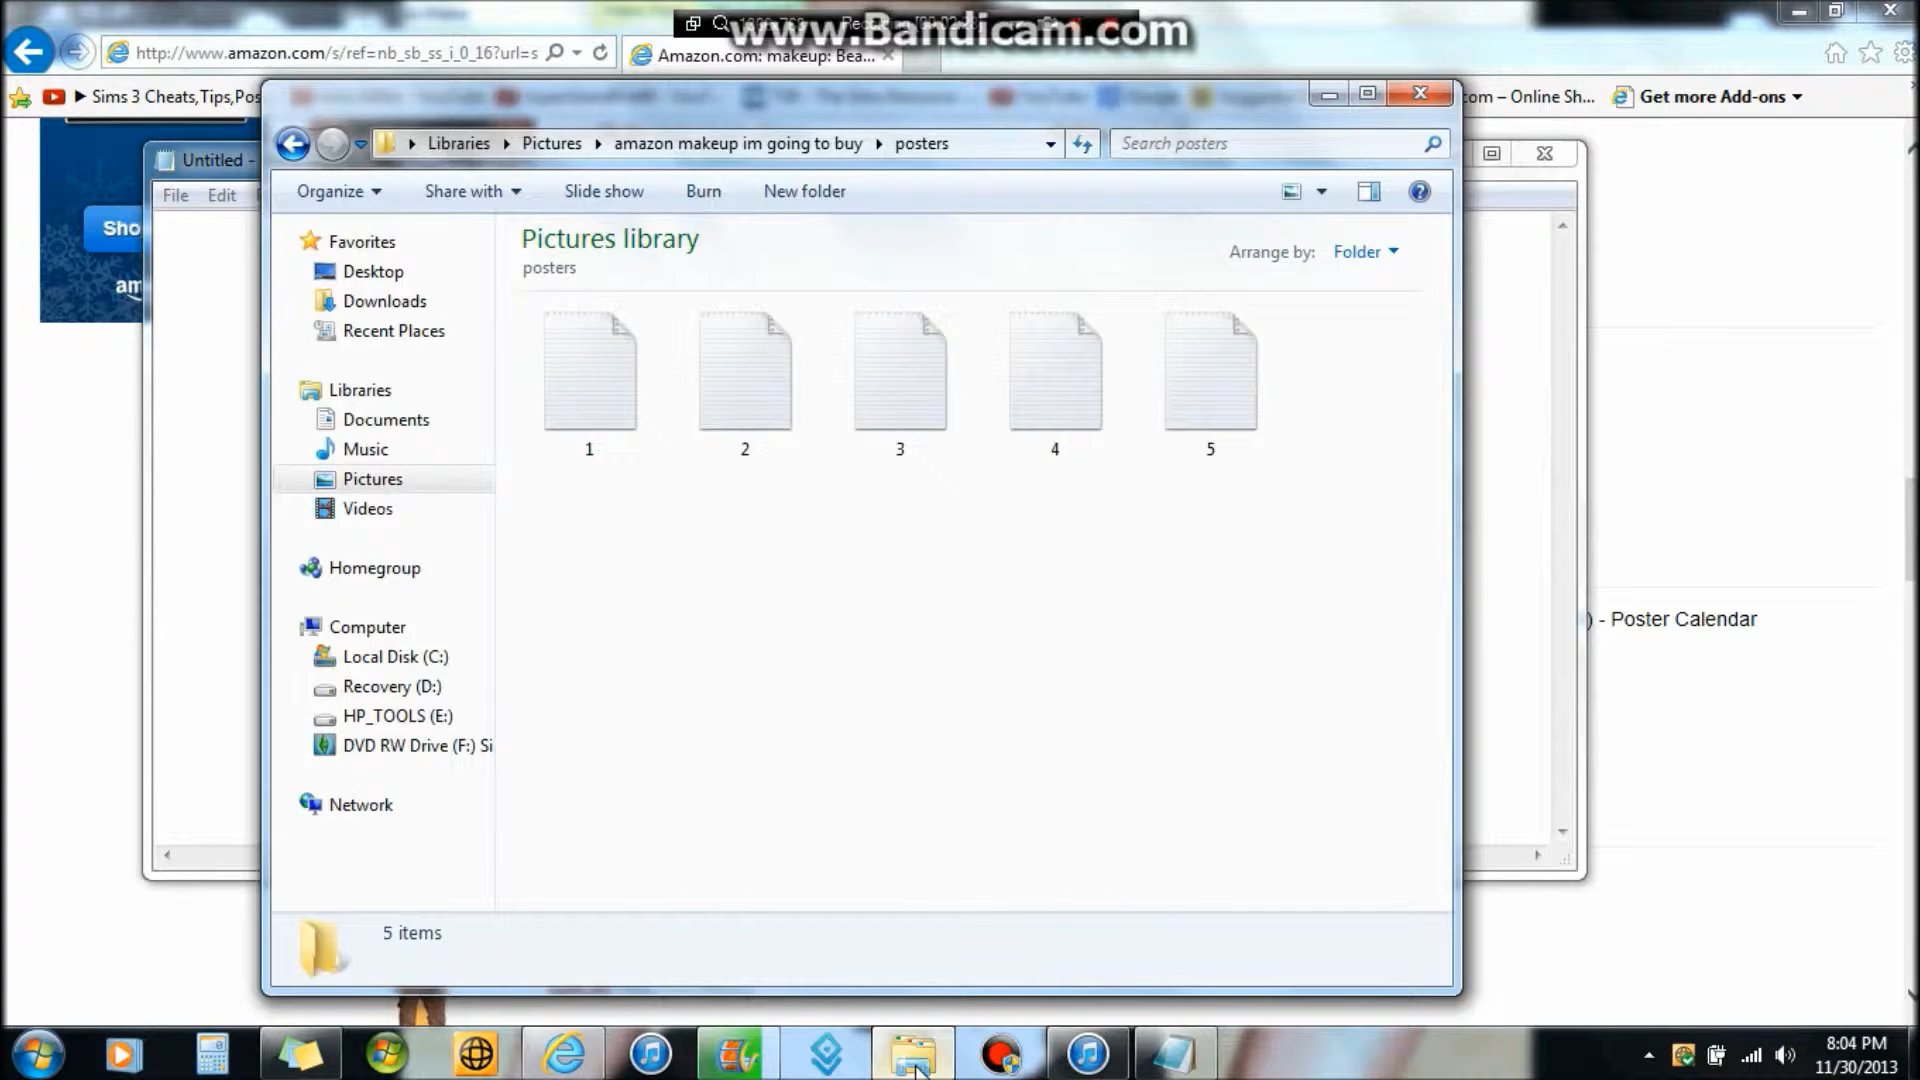 www.Bandicam.com
http://www.amazon.com/s/ref=nb_sb_ss_i_0_16?url=s
Amazon.com: makeup: Bea...
Sims 3 Cheats,Tips,Pos
.com – Online Sh...
Get more Add-ons
Libraries
Pictures
amazon makeup im going to buy
posters
Search posters
Untitled -
File
Edit
Organize
Share with
Slide show
Burn
New folder
Sho
am
Favorites
Desktop
Downloads
Recent Places
Libraries
Documents
Music
Pictures
Videos
Homegroup
Computer
Local Disk (C:)
Recovery (D:)
HP_TOOLS (E:)
DVD RW Drive (F:) Si
Network
Pictures library
posters
Arrange by:
Folder
1
2
3
4
5
) - Poster Calendar
5 items
8:04 PM
11/30/2013